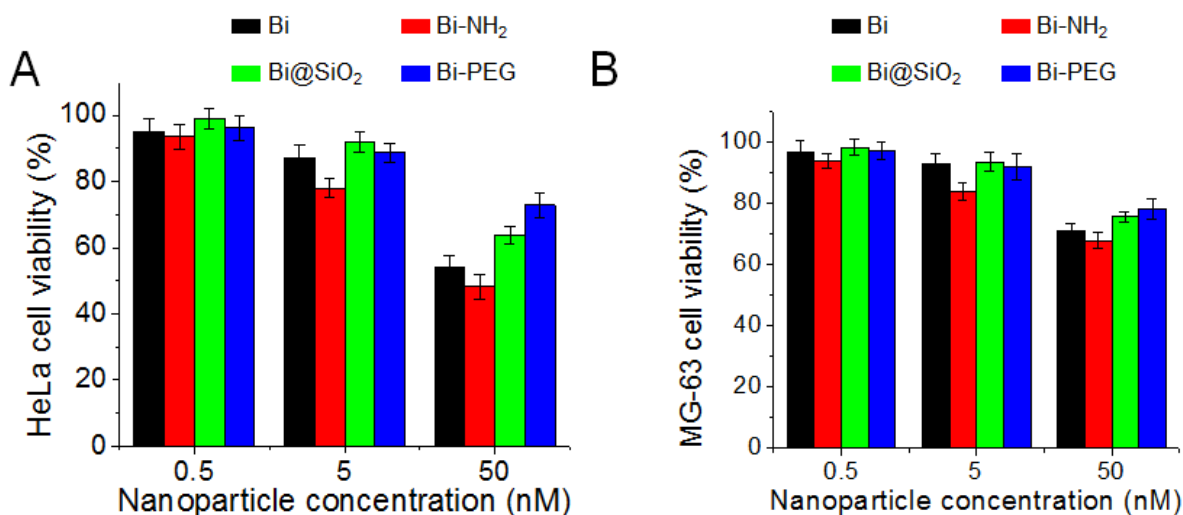 A
Bi
Bi-NH₂
Bi@SiO₂
Bi-PEG
HeLa cell viability (%)
100
80
60
40
20
0
0.5
5
50
Nanoparticle concentration (nM)
B
Bi
Bi-NH₂
Bi@SiO₂
Bi-PEG
MG-63 cell viability (%)
100
80
60
40
20
0
0.5
5
50
Nanoparticle concentration (nM)